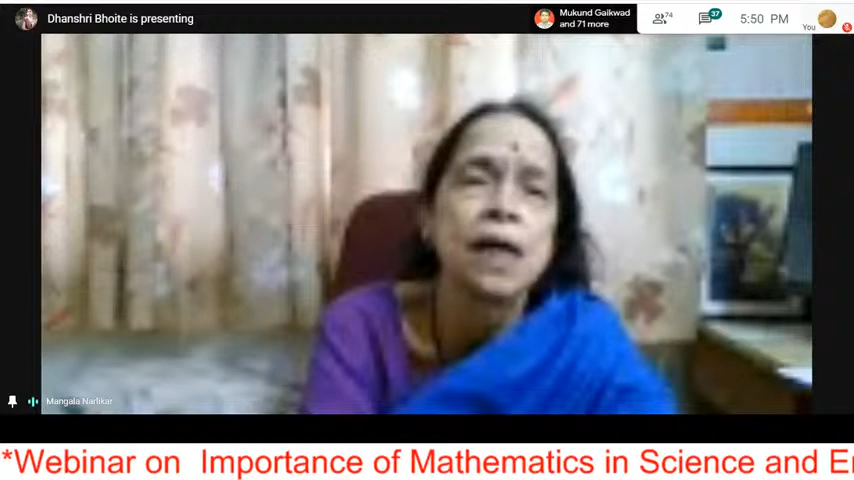 Dhanshri Bhoite is presenting
Mukund Gaikwad
and 71 more
74
37
5:50 PM
You
Mangala Narlikar
*Webinar on Importance of Mathematics in Science and E